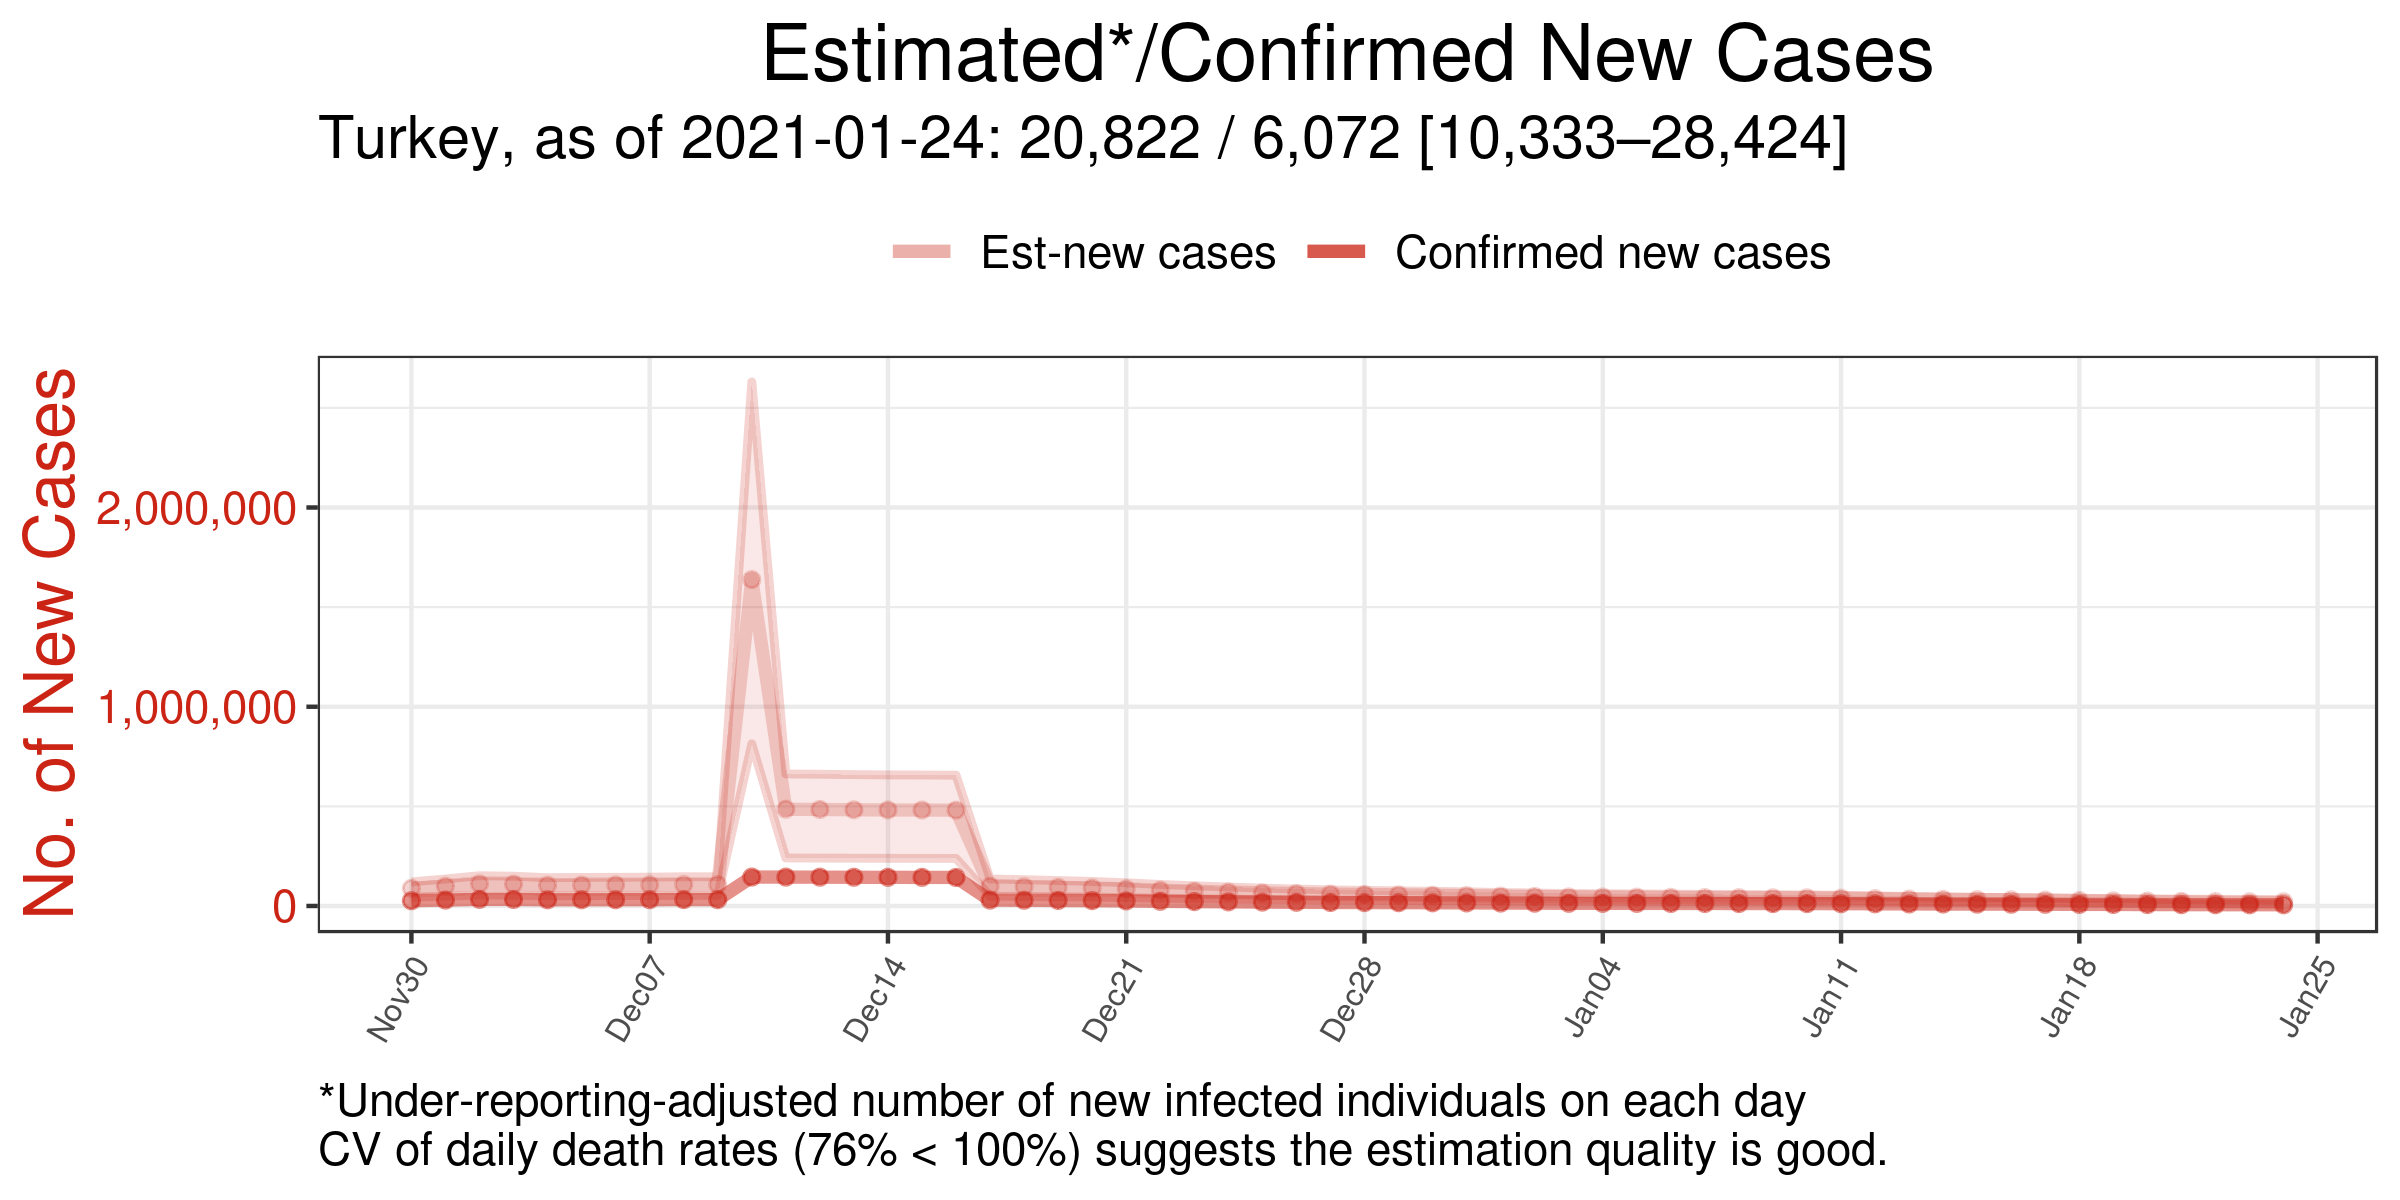 Estimated*/Confirmed New Cases
Turkey, as of 2021-01-24: 20,822 / 6,072 [10,333–28,424]
Est-new cases
Confirmed new cases
No. of New Cases
2,000,000
1,000,000
0
Nov30
Dec07
Dec14
Dec21
Dec28
Jan04
Jan11
Jan18
Jan25
*Under-reporting-adjusted number of new infected individuals on each day
CV of daily death rates (76% < 100%) suggests the estimation quality is good.